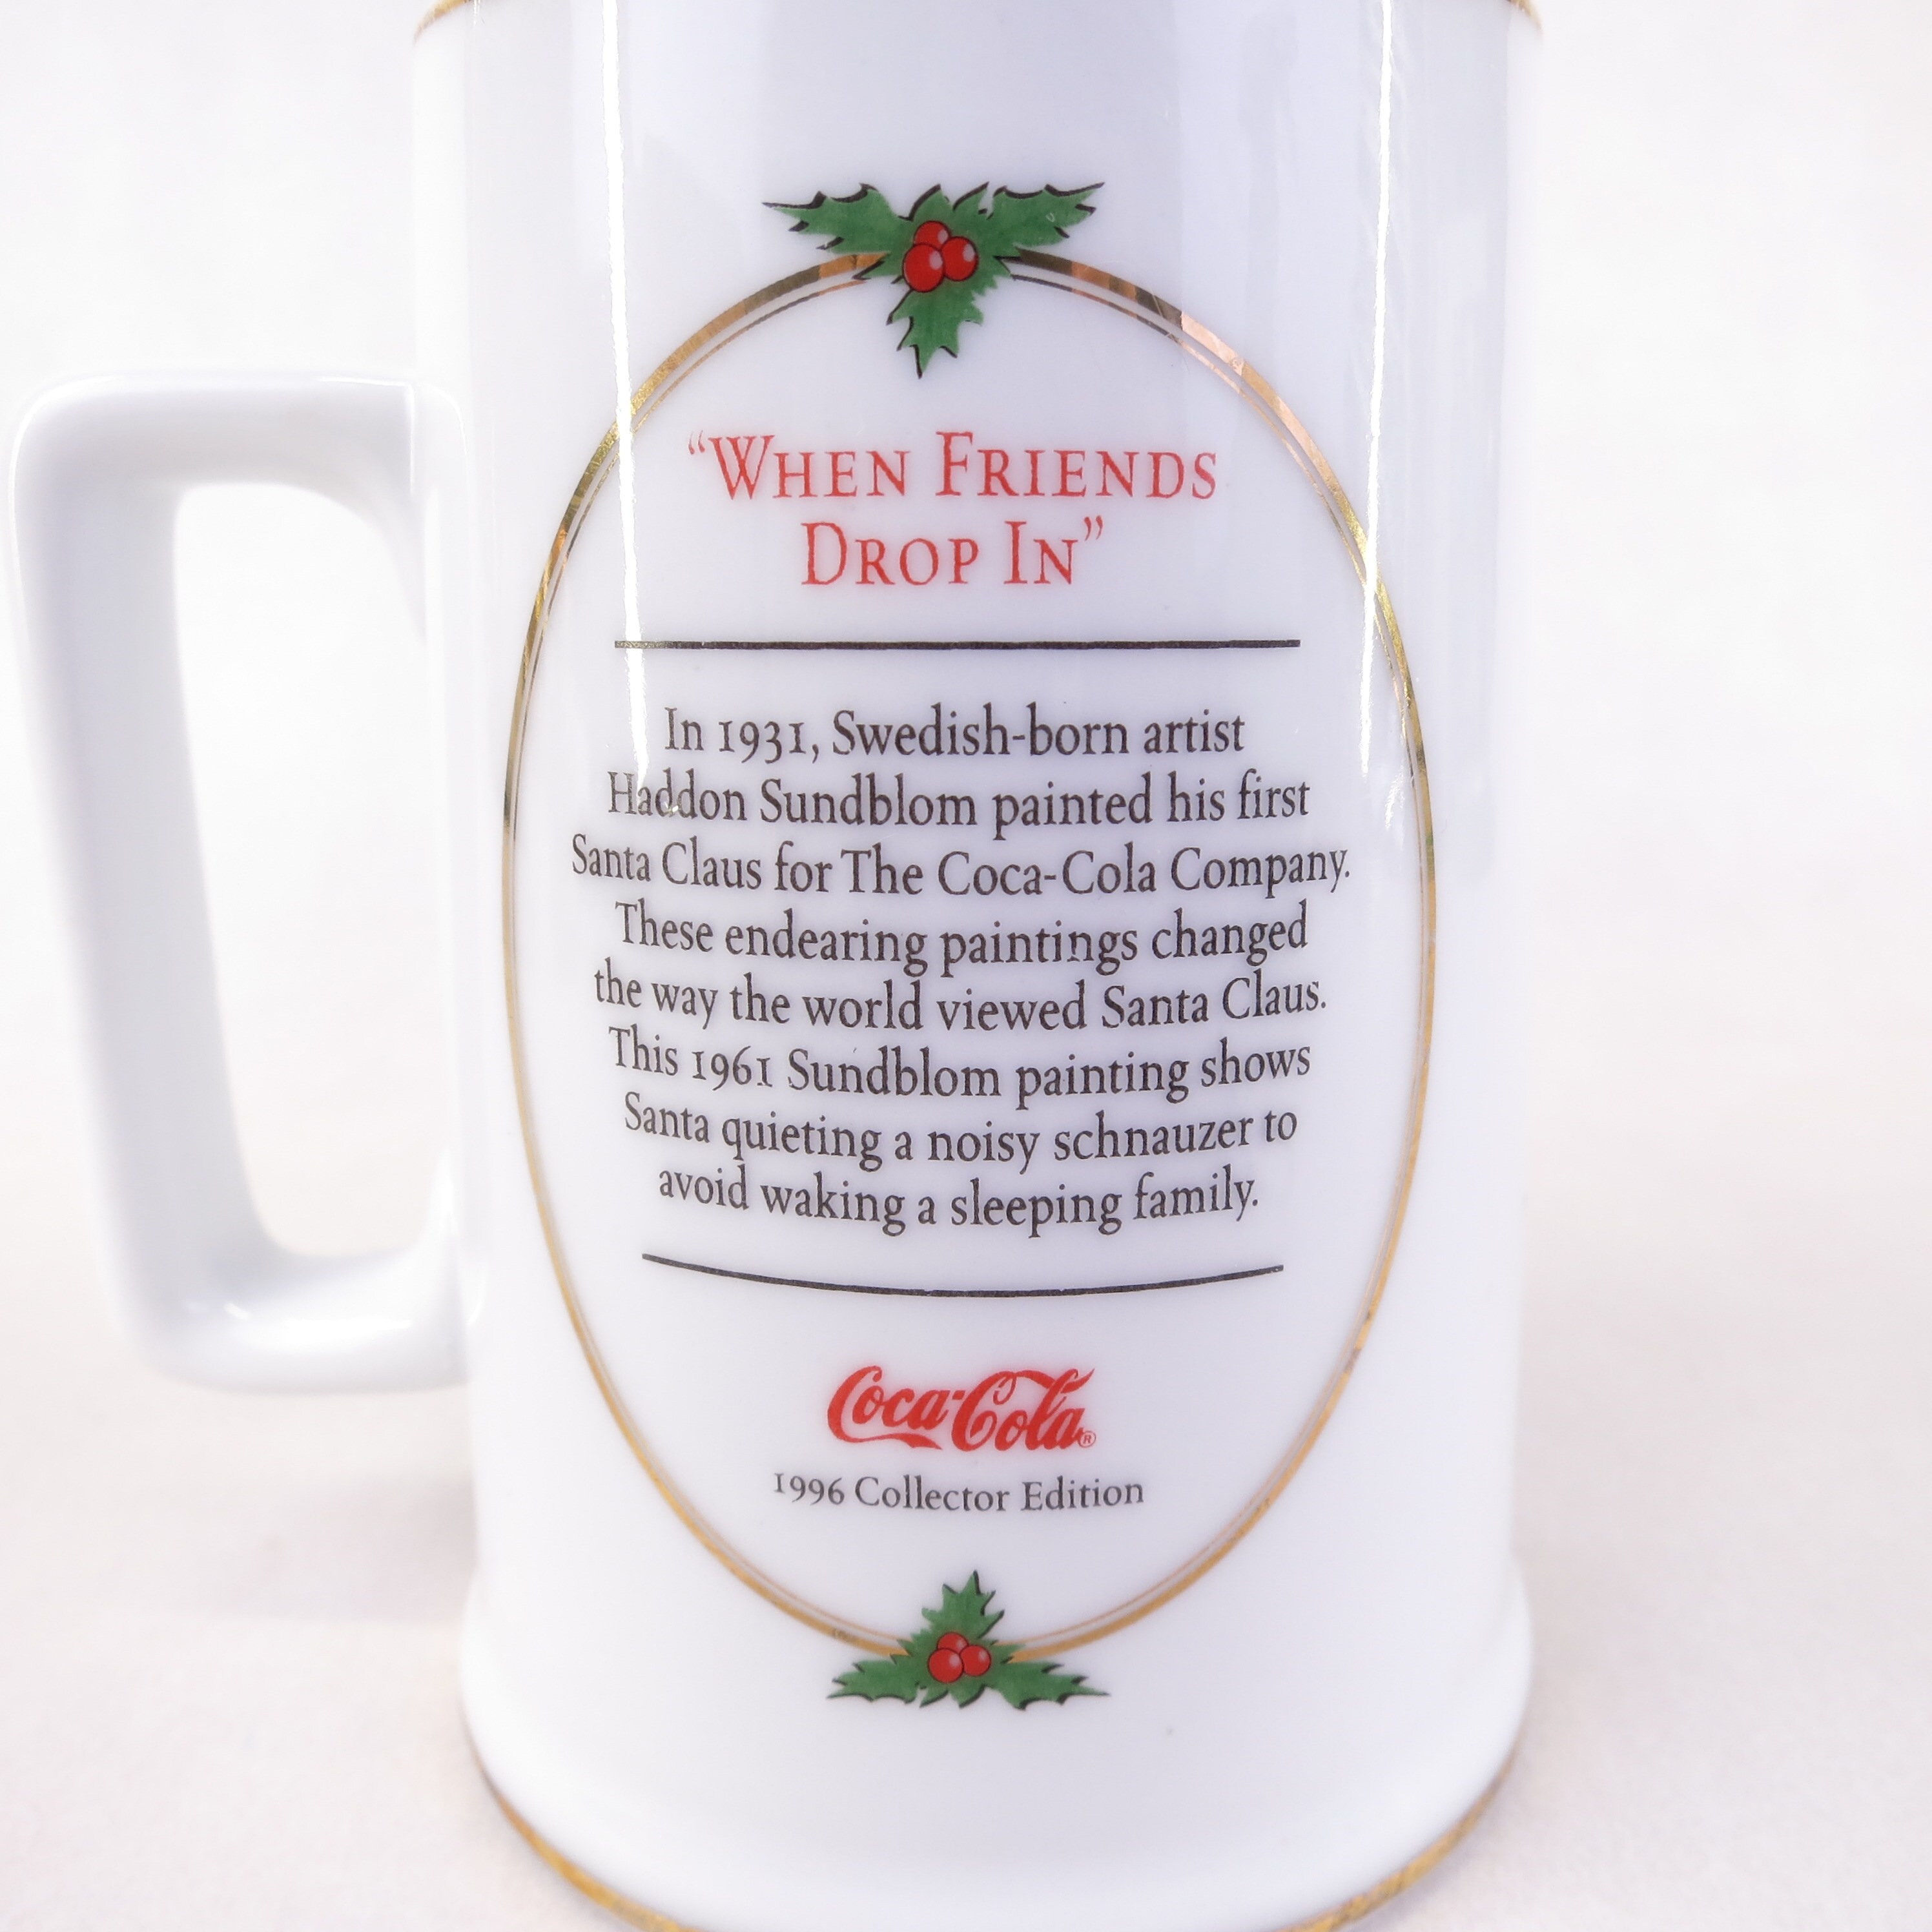 “When Friends
Drop In”
In 1931, Swedish-born artist
Haddon Sundblom painted his first
Santa Claus for The Coca-Cola Company.
These endearing paintings changed
the way the world viewed Santa Claus.
This 1961 Sundblom painting shows
Santa quieting a noisy schnauzer to
avoid waking a sleeping family.
Coca-Cola®
1996 Collector Edition